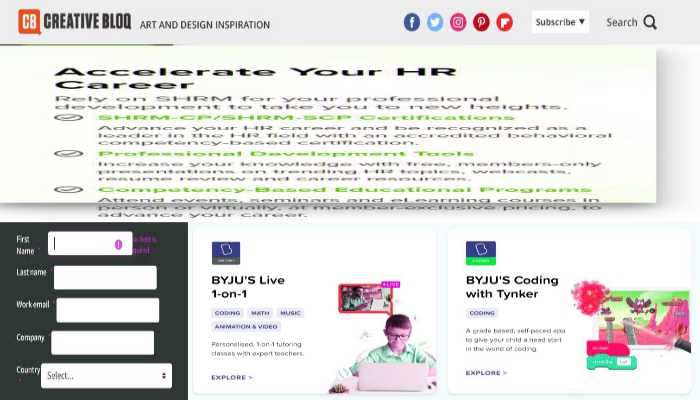 CB CREATIVE BLOQ ART AND DESIGN INSPIRATION Subscribe ▼ Search
Accelerate Your HR
Career
Rely on SHRM for your professional
development to take you to new heights.
SHRM-CP/SHRM-SCP Certifications
Advance your HR career and be recognized as a
leader in the HR field with an accredited behavioral
competency-based certification.
Professional Development Tools
Increase your knowledge with free, members-only
presentations on trending HR topics, webcasts,
resume review and career resources.
Competency-Based Educational Programs
Attend events, seminars and eLearning courses in
person or virtually, at member-exclusive pricing, to
advance your career.
First
Name
Last name
Work email
Company
Country
Select...
BYJU'S Live
1-on-1
CODING MATH MUSIC
ANIMATION & VIDEO
Personalised, 1-on-1 tutoring
classes with expert teachers.
EXPLORE >
LIVE
BYJU'S Coding
with Tynker
CODING
A grade based, self-paced app
to give your child a head start
in the world of coding.
EXPLORE >